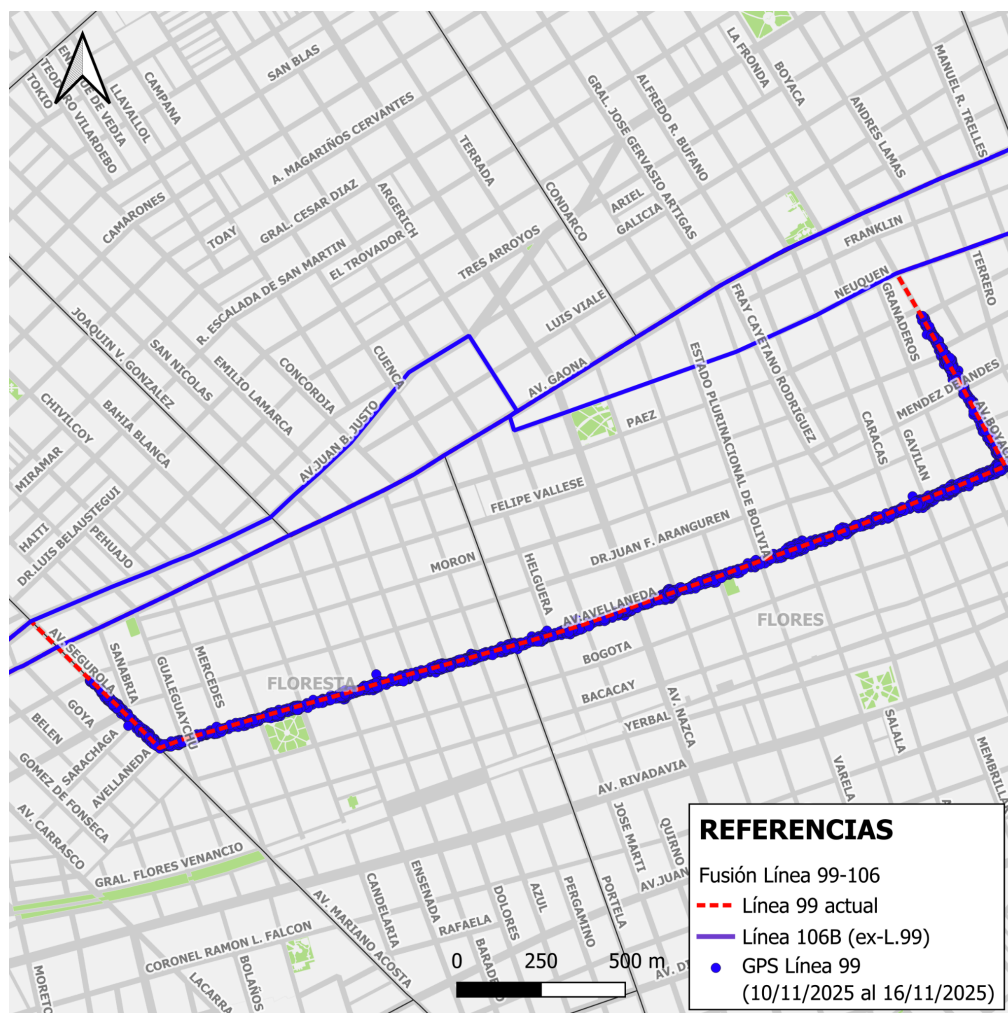 SAN BLAS
LA FRONDA
BOYACA
MANUEL R. TRELLES
TOKIO
TEODORO VILARDEBO
LLAVALLOL
CAMPANA
A. MAGARIÑOS CERVANTES
TERRADA
GRAL. JOSE GERVASIO ARTIGAS
ALFREDO R. BUFANO
ANDRES LAMAS
CAMARONES
TOAY
GRAL. CESAR DIAZ
ARGERICH
CONDARCO
ARIEL
GALICIA
FRANKLIN
R. ESCALADA DE SAN MARTIN
EL TROVADOR
TRES ARROYOS
NEUQUEN
TERRERO
JOAQUIN V. GONZALEZ
SAN NICOLAS
EMILIO LAMARCA
CONCORDIA
CUENCA
LUIS VIALE
FRAY CAYETANO RODRIGUEZ
GRANADEROS
CHIVILCOY
BAHIA BLANCA
AV.JUAN B. JUSTO
AV. GAONA
PAEZ
ESTADO PLURINACIONAL DE BOLIVIA
CARACAS
MENDEZ DE ANDES
GAVILAN
MIRAMAR
HAITI
DR.LUIS BELAUSTEGUI
PEHUAJO
FELIPE VALLESE
MORON
HELGUERA
DR.JUAN F. ARANGUREN
AV.AVELLANEDA
FLORES
AV. SEGUROLA
SANABRIA
GUALEGUAYCHU
MERCEDES
FLORESTA
BOGOTA
BACACAY
YERBAL
AV. NAZCA
SALALA
GOYA
BELEN
SARACHAGA
AVELLANEDA
GOMEZ DE FONSECA
AV. CARRASCO
AV. RIVADAVIA
VARELA
GRAL. FLORES VENANCIO
JOSE MARTI
QUIRNO
AV. MARIANO ACOSTA
CANDELARIA
ENSENADA
RAFAELA
DOLORES
AZUL
PERGAMINO
PORTELA
CORONEL RAMON L. FALCON
MORETO
LACARRA
BOLAÑOS
0 250 500 m
REFERENCIAS
Fusión Línea 99-106
Línea 99 actual
Línea 106B (ex-L.99)
GPS Línea 99
(10/11/2025 al 16/11/2025)